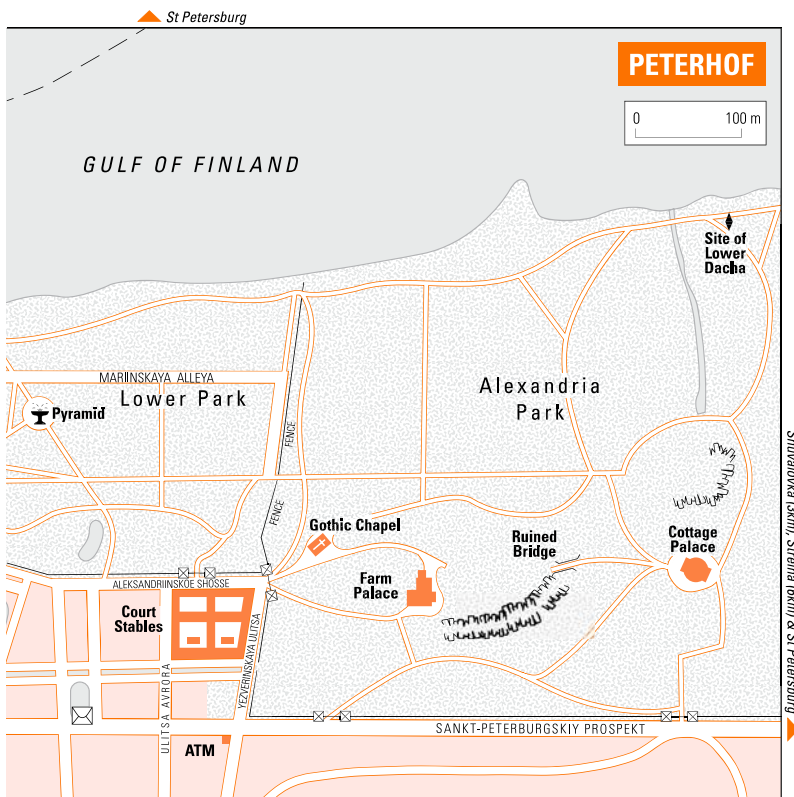 St Petersburg
PETERHOF
0 100 m
GULF OF FINLAND
Site of
Lower
Dacha
MARIINSKAYA ALLEYA
Lower Park
Alexandria
Park
Pyramid
FENCE
FENCE
Gothic Chapel
Ruined
Bridge
Cottage
Palace
Farm
Palace
ALEKSANDRIINSKOE SHOSSE
Court
Stables
YEZVERINSKAYA ULITSA
ULITSA AVRORA
ATM
SANKT-PETERBURGSKIY PROSPEKT
& St Petersburg